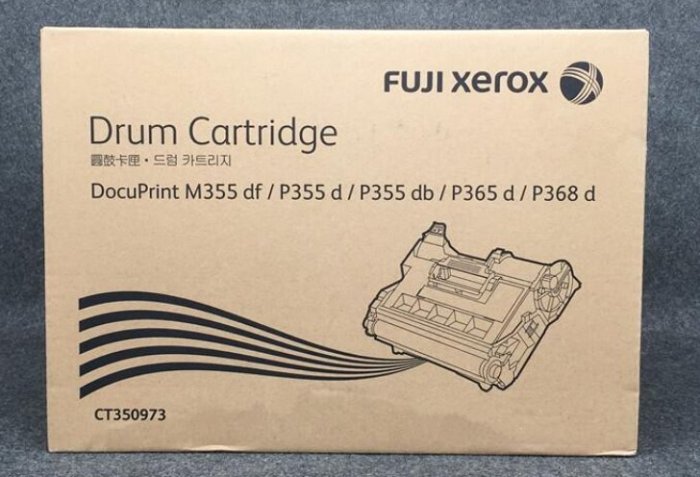 FUJI xerox
Drum Cartridge
圓鼓卡匣・드럼 카트리지
DocuPrint M355 df / P355 d / P355 db / P365 d / P368 d
CT350973